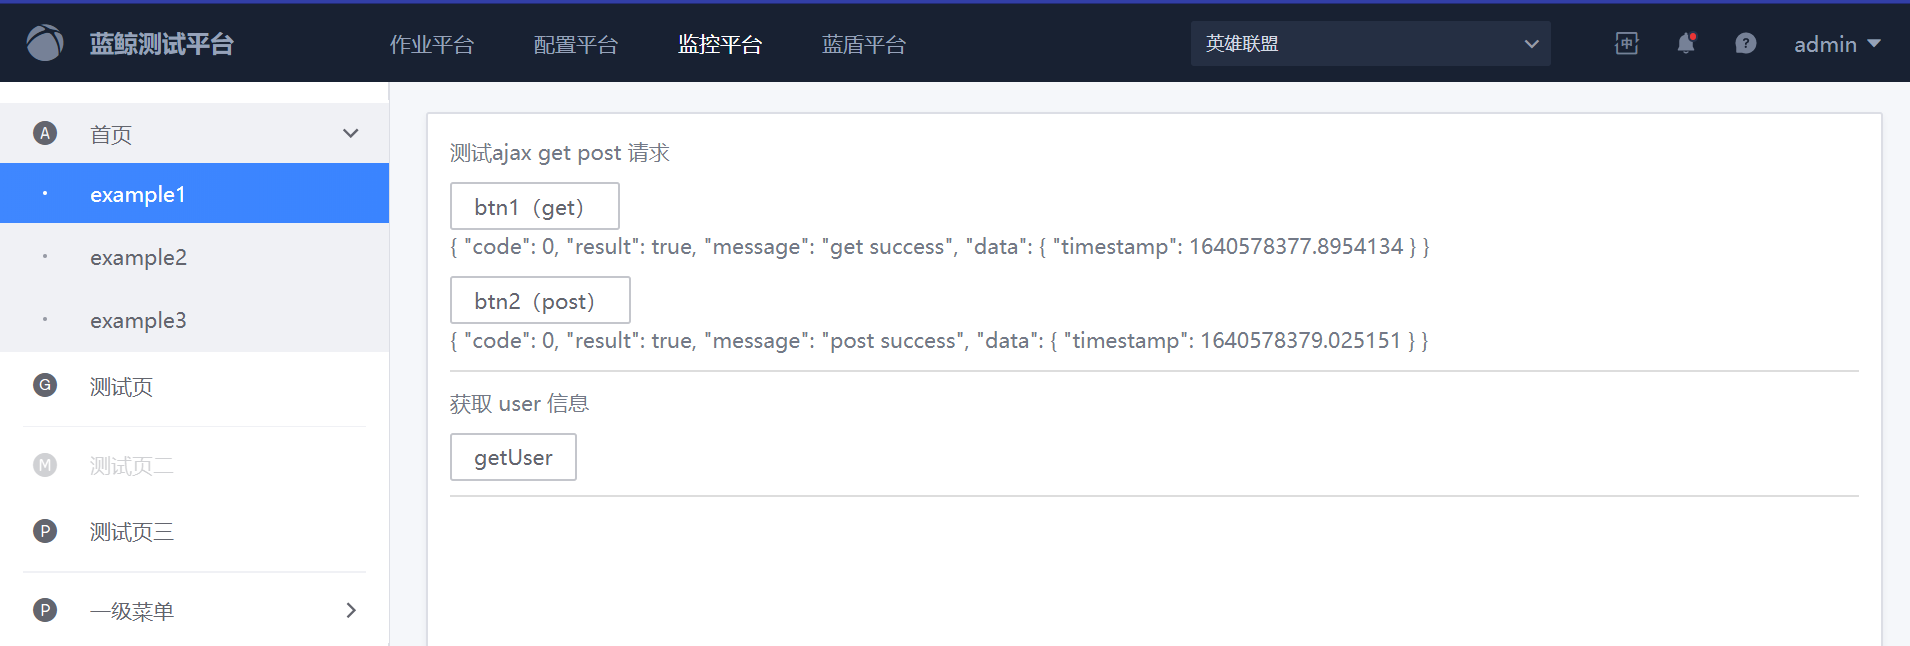 蓝鲸测试平台
作业平台
配置平台
监控平台
蓝盾平台
英雄联盟
中
?
admin
A
首页
example1
example2
example3
G
测试页
M
测试页二
P
测试页三
P
一级菜单
测试ajax get post 请求
btn1（get）
{ "code": 0, "result": true, "message": "get success", "data": { "timestamp": 1640578377.8954134 } }
btn2（post）
{ "code": 0, "result": true, "message": "post success", "data": { "timestamp": 1640578379.025151 } }
获取 user 信息
getUser